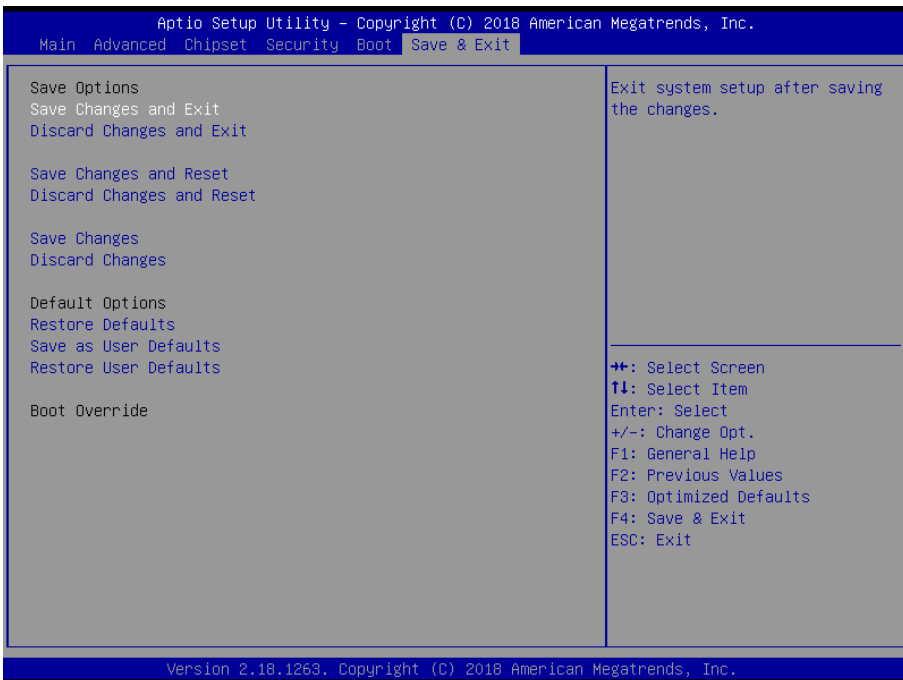 Aptio Setup Utility – Copyright (C) 2018 American Megatrends, Inc.
Main Advanced Chipset Security Boot Save & Exit
Save Options
Save Changes and Exit
Discard Changes and Exit
Save Changes and Reset
Discard Changes and Reset
Save Changes
Discard Changes
Default Options
Restore Defaults
Save as User Defaults
Restore User Defaults
Boot Override
Exit system setup after saving
the changes.
→←: Select Screen
↑↓: Select Item
Enter: Select
+/-: Change Opt.
F1: General Help
F2: Previous Values
F3: Optimized Defaults
F4: Save & Exit
ESC: Exit
Version 2.18.1263. Copyright (C) 2018 American Megatrends, Inc.